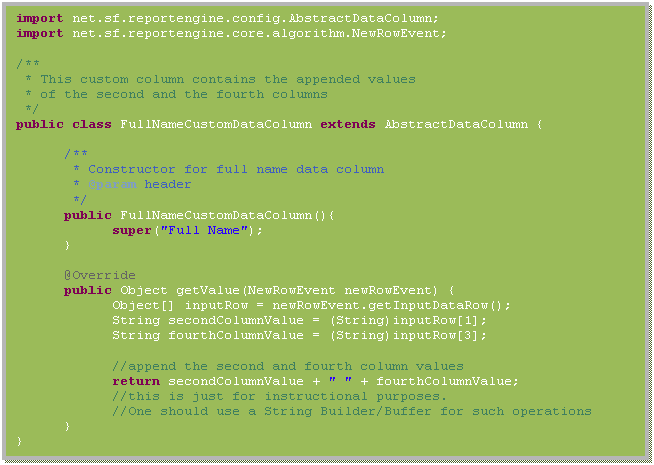 import net.sf.reportengine.config.AbstractDataColumn;
import net.sf.reportengine.core.algorithm.NewRowEvent;
/**
 * This custom column contains the appended values
 * of the second and the fourth columns
 */
public class FullNameCustomDataColumn extends AbstractDataColumn {
      /**
       * Constructor for full name data column
       * @param header
       */
      public FullNameCustomDataColumn(){
            super("Full Name");
      }
      @Override
      public Object getValue(NewRowEvent newRowEvent) {
            Object[] inputRow = newRowEvent.getInputDataRow();
            String secondColumnValue = (String)inputRow[1];
            String fourthColumnValue = (String)inputRow[3];
            //append the second and fourth column values
            return secondColumnValue + " " + fourthColumnValue;
            //this is just for instructional purposes.
            //One should use a String Builder/Buffer for such operations
      }
}